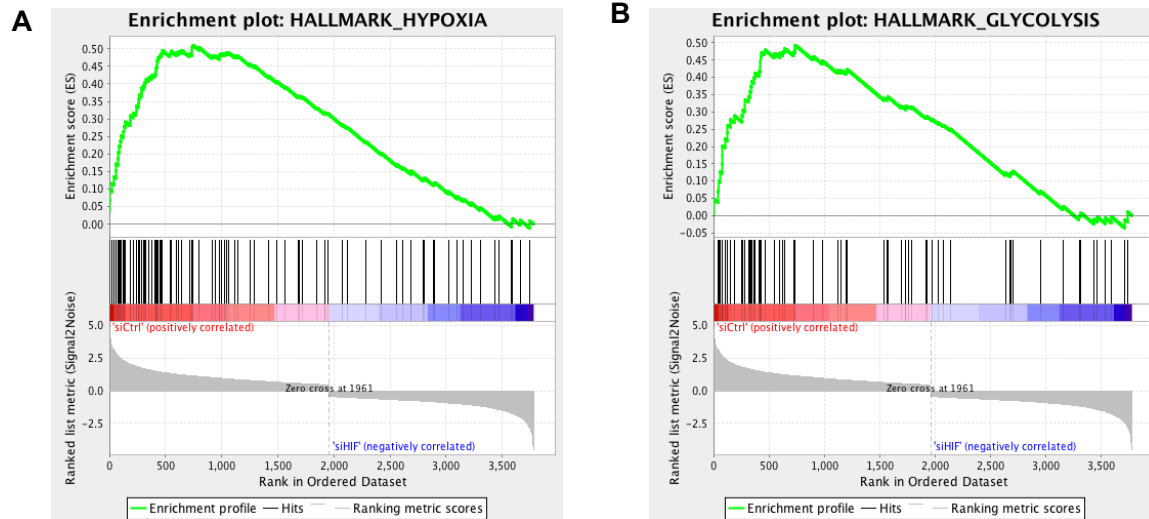 A
Enrichment plot: HALLMARK_HYPOXIA
Enrichment score (ES)
0.50
0.45
0.40
0.35
0.30
0.25
0.20
0.15
0.10
0.05
0.00
'siCtrl' (positively correlated)
Ranked list metric (Signal2Noise)
5.0
2.5
0.0
-2.5
Zero cross at 1961
'siHIF' (negatively correlated)
0 500 1,000 1,500 2,000 2,500 3,000 3,500
Rank in Ordered Dataset
Enrichment profile Hits Ranking metric scores
B
Enrichment plot: HALLMARK_GLYCOLYSIS
Enrichment score (ES)
0.50
0.45
0.40
0.35
0.30
0.25
0.20
0.15
0.10
0.05
0.00
-0.05
'siCtrl' (positively correlated)
Ranked list metric (Signal2Noise)
5.0
2.5
0.0
-2.5
Zero cross at 1961
'siHIF' (negatively correlated)
0 500 1,000 1,500 2,000 2,500 3,000 3,500
Rank in Ordered Dataset
Enrichment profile Hits Ranking metric scores